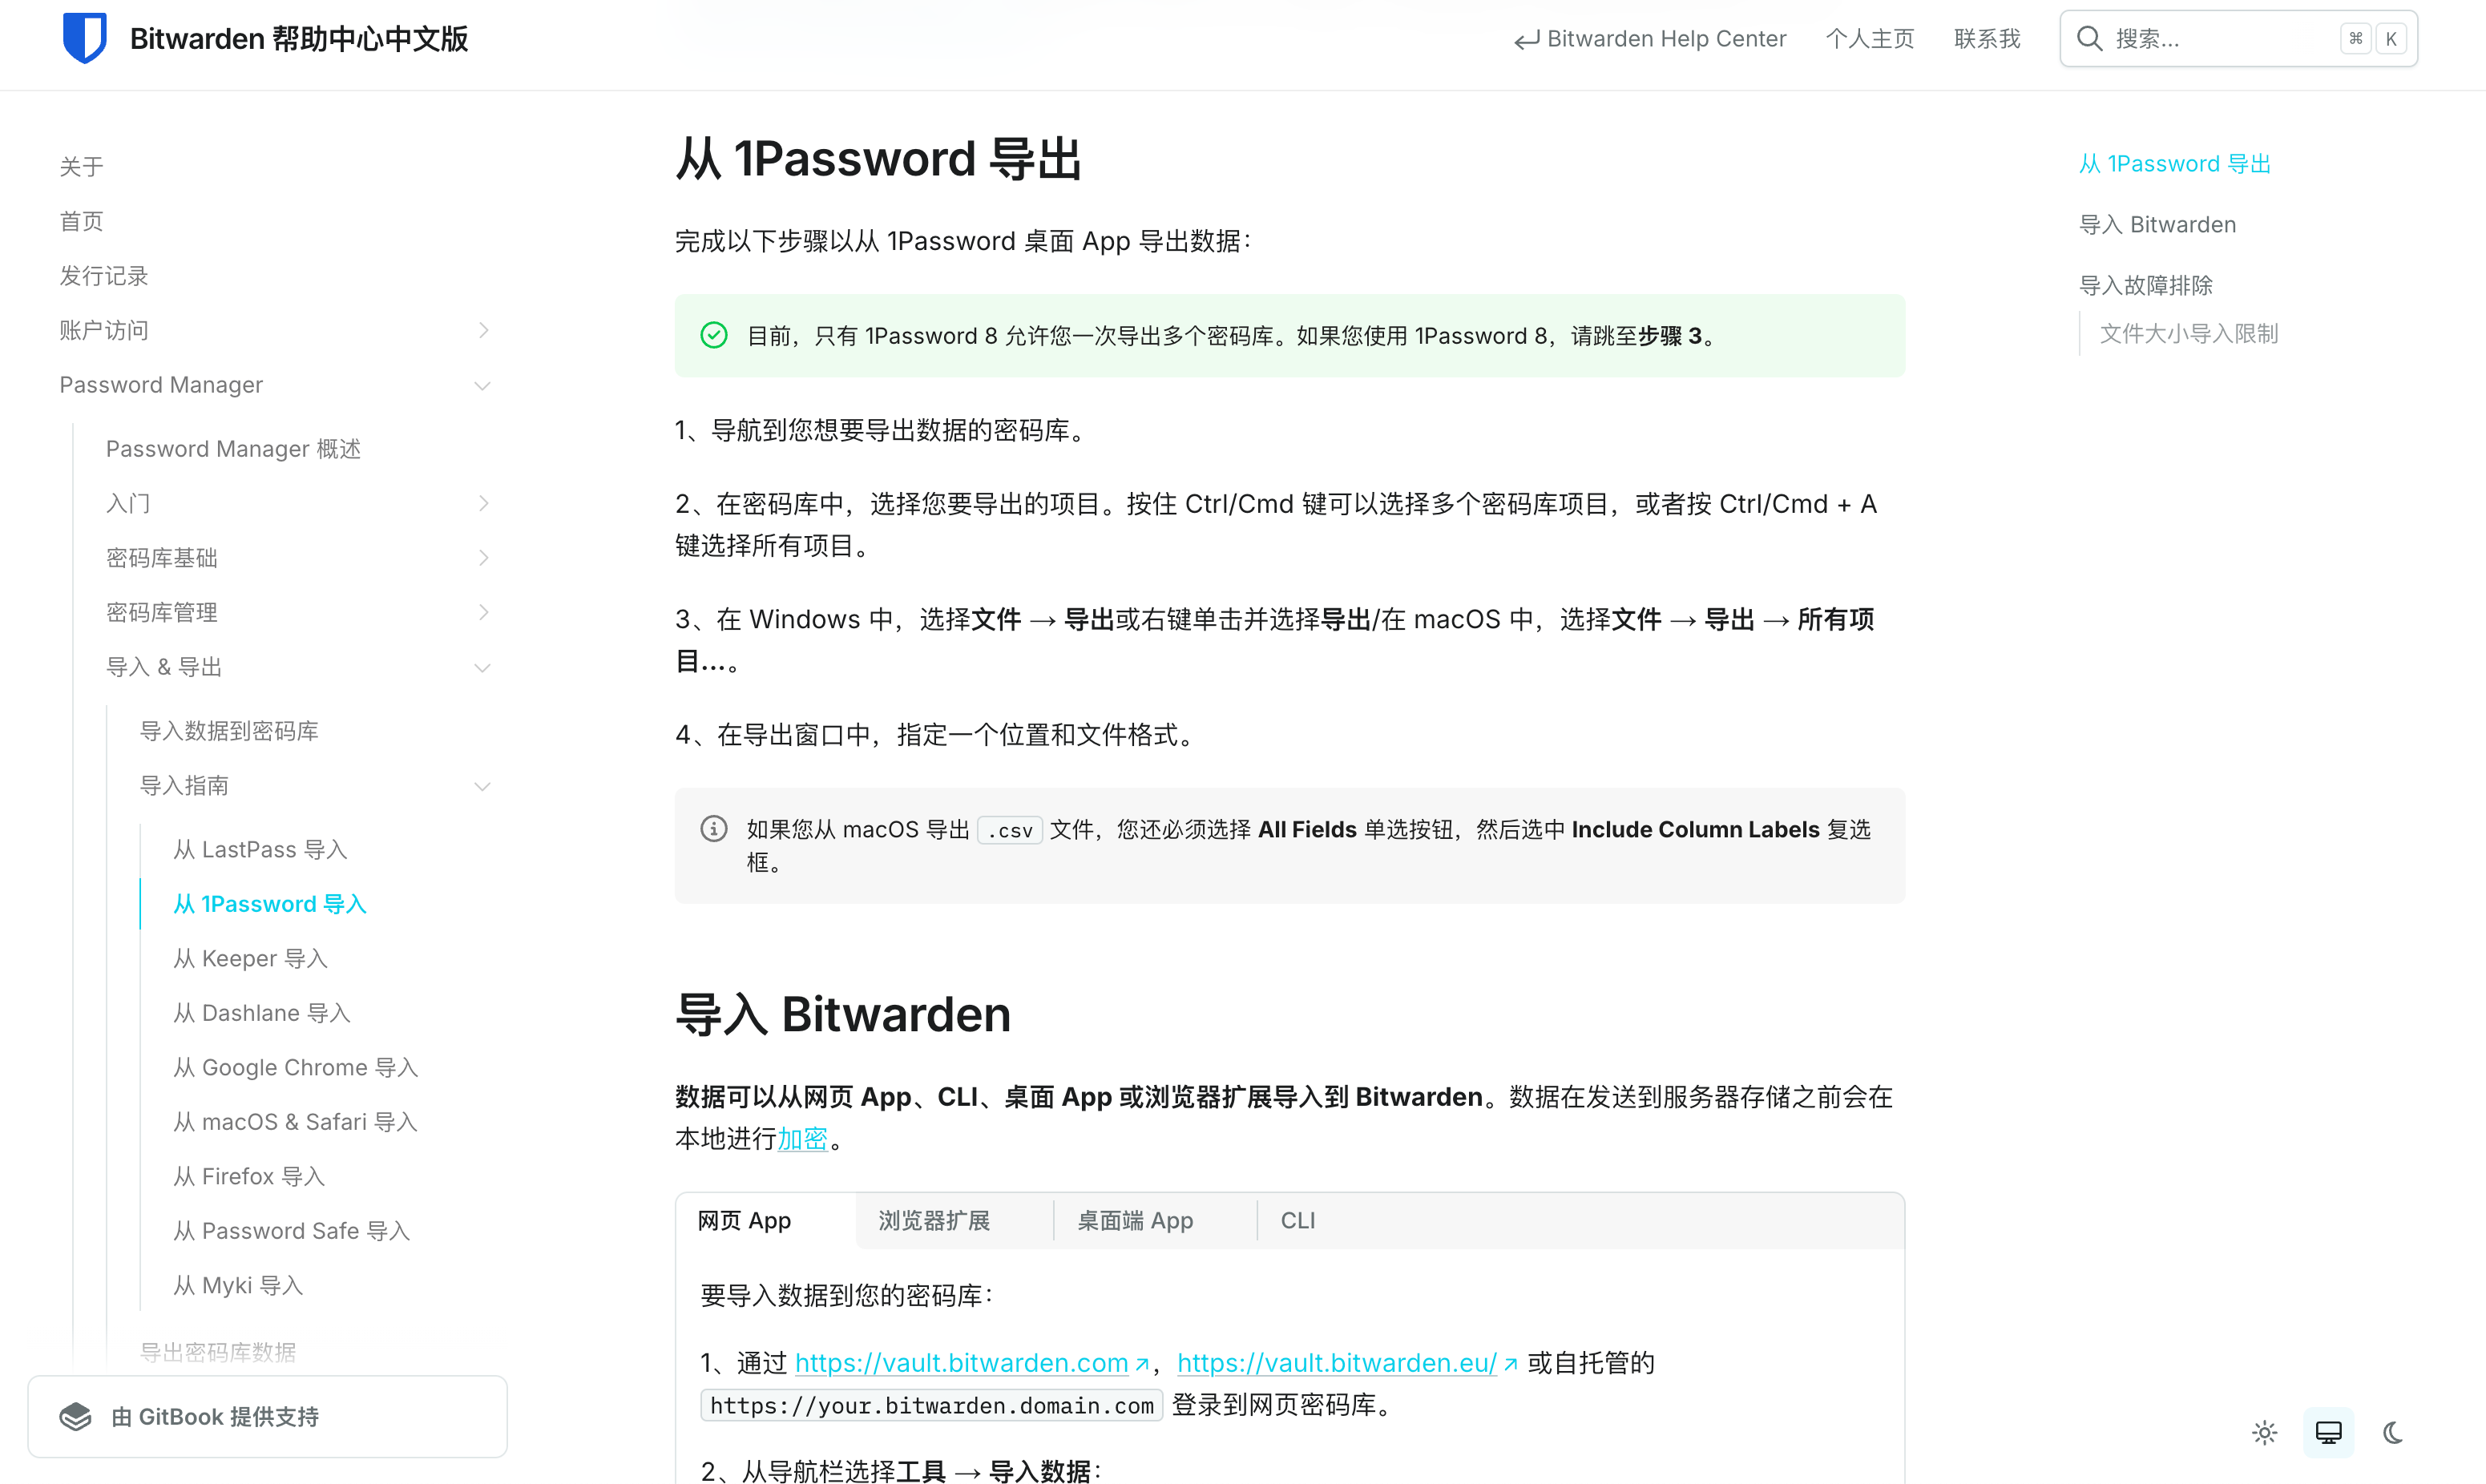 Bitwarden 帮助中心中文版
Bitwarden Help Center
个人主页
联系我
搜索...
⌘ K
关于
首页
发行记录
账户访问
Password Manager
Password Manager 概述
入门
密码库基础
密码库管理
导入 & 导出
导入数据到密码库
导入指南
从 LastPass 导入
从 1Password 导入
从 Keeper 导入
从 Dashlane 导入
从 Google Chrome 导入
从 macOS & Safari 导入
从 Firefox 导入
从 Password Safe 导入
从 Myki 导入
导出密码库数据
由 GitBook 提供支持
从 1Password 导出
完成以下步骤以从 1Password 桌面 App 导出数据：
目前，只有 1Password 8 允许您一次导出多个密码库。如果您使用 1Password 8，请跳至步骤 3。
1、导航到您想要导出数据的密码库。
2、在密码库中，选择您要导出的项目。按住 Ctrl/Cmd 键可以选择多个密码库项目，或者按 Ctrl/Cmd + A
键选择所有项目。
3、在 Windows 中，选择文件 → 导出或右键单击并选择导出/在 macOS 中，选择文件 → 导出 → 所有项
目...。
4、在导出窗口中，指定一个位置和文件格式。
如果您从 macOS 导出 .csv 文件，您还必须选择 All Fields 单选按钮，然后选中 Include Column Labels 复选
框。
导入 Bitwarden
数据可以从网页 App、CLI、桌面 App 或浏览器扩展导入到 Bitwarden。数据在发送到服务器存储之前会在
本地进行加密。
网页 App
浏览器扩展
桌面端 App
CLI
要导入数据到您的密码库：
1、通过 https://vault.bitwarden.com，https://vault.bitwarden.eu/ 或自托管的
https://your.bitwarden.domain.com 登录到网页密码库。
2、从导航栏选择工具 → 导入数据：
从 1Password 导出
导入 Bitwarden
导入故障排除
文件大小导入限制